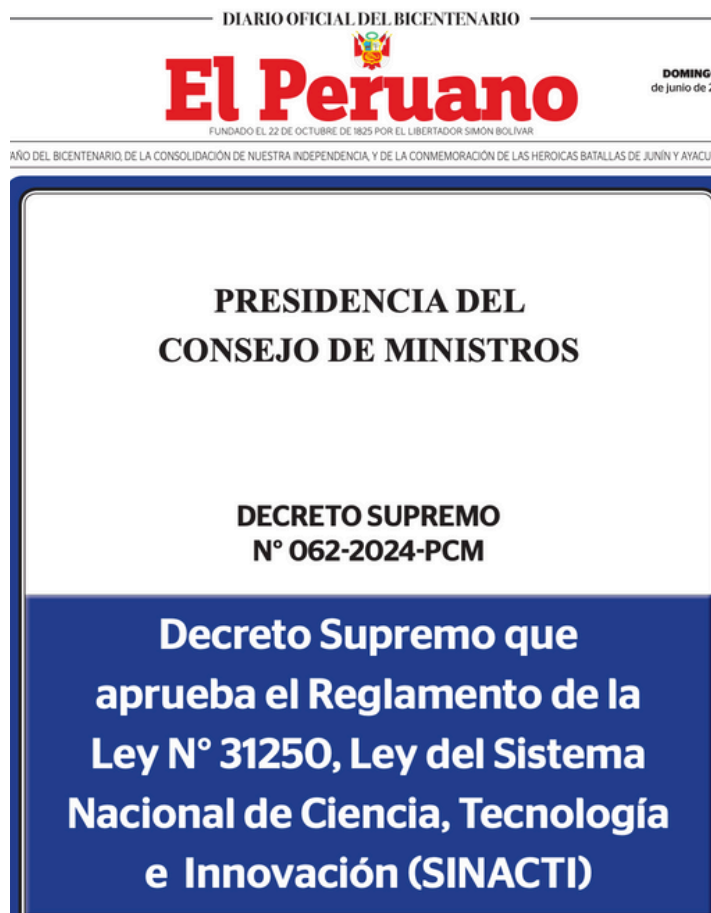 DIARIO OFICIAL DEL BICENTENARIO
El Peruano
FUNDADO EL 22 DE OCTUBRE DE 1825 POR EL LIBERTADOR SIMÓN BOLÍVAR
DOMING
de junio de 2
AÑO DEL BICENTENARIO, DE LA CONSOLIDACIÓN DE NUESTRA INDEPENDENCIA, Y DE LA CONMEMORACIÓN DE LAS HEROICAS BATALLAS DE JUNÍN Y AYACU
PRESIDENCIA DEL
CONSEJO DE MINISTROS
DECRETO SUPREMO
N° 062-2024-PCM
Decreto Supremo que
aprueba el Reglamento de la
Ley N° 31250, Ley del Sistema
Nacional de Ciencia, Tecnología
e Innovación (SINACTI)